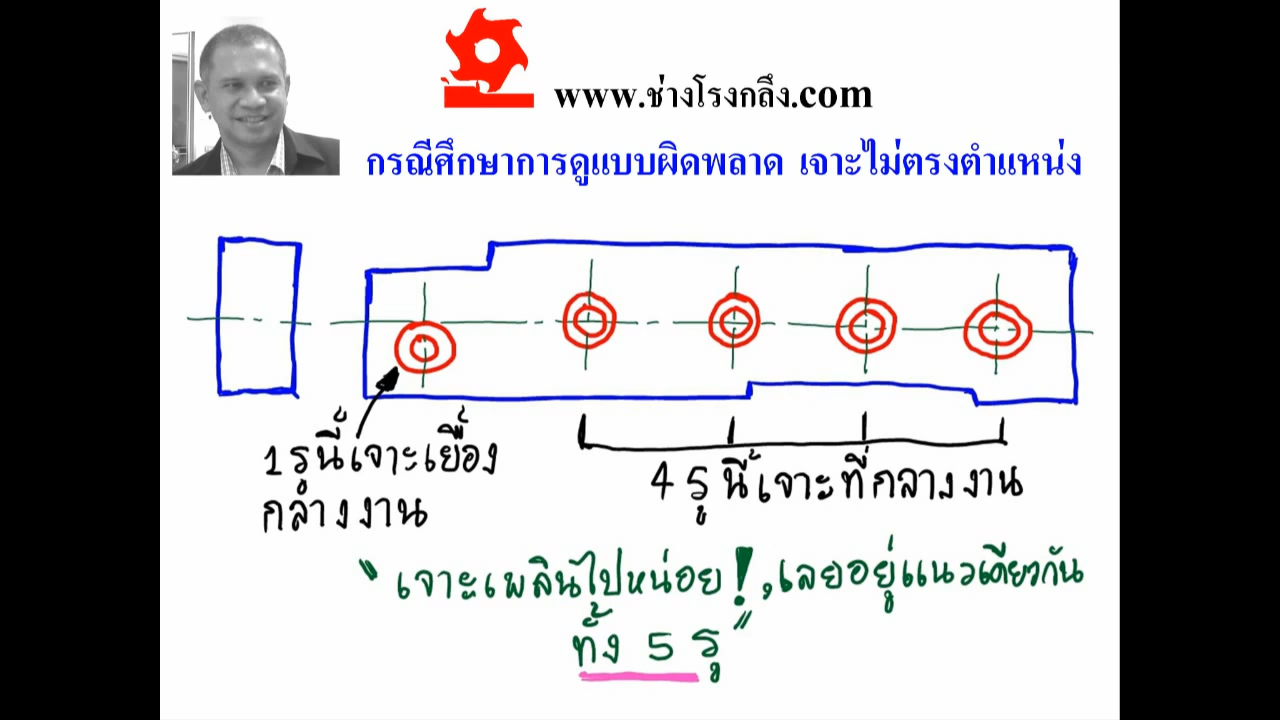 www.ช่างโรงกลึง.com
กรณีศึกษาการดูแบบผิดพลาด เจาะไม่ตรงตำแหน่ง
1 รูนี้เจาะเยื้อง
กลางงาน
4 รูนี้เจาะที่กลางงาน
"เจาะเพลินไปหน่อย!, เลยอยู่แนวเดียวกัน
ทั้ง 5 รู"